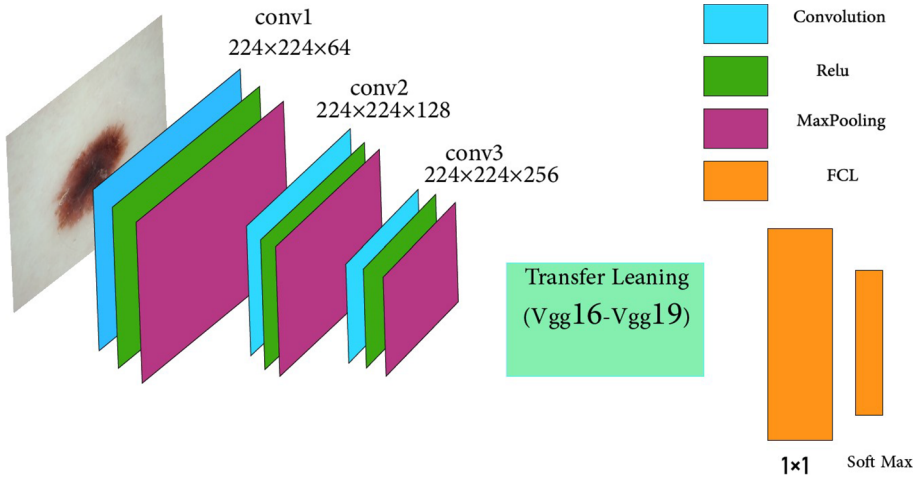 conv1
224×224×64
conv2
224×224×128
conv3
224×224×256
Convolution
Relu
MaxPooling
FCL
Transfer Leaning
(Vgg16-Vgg19)
1×1
Soft Max